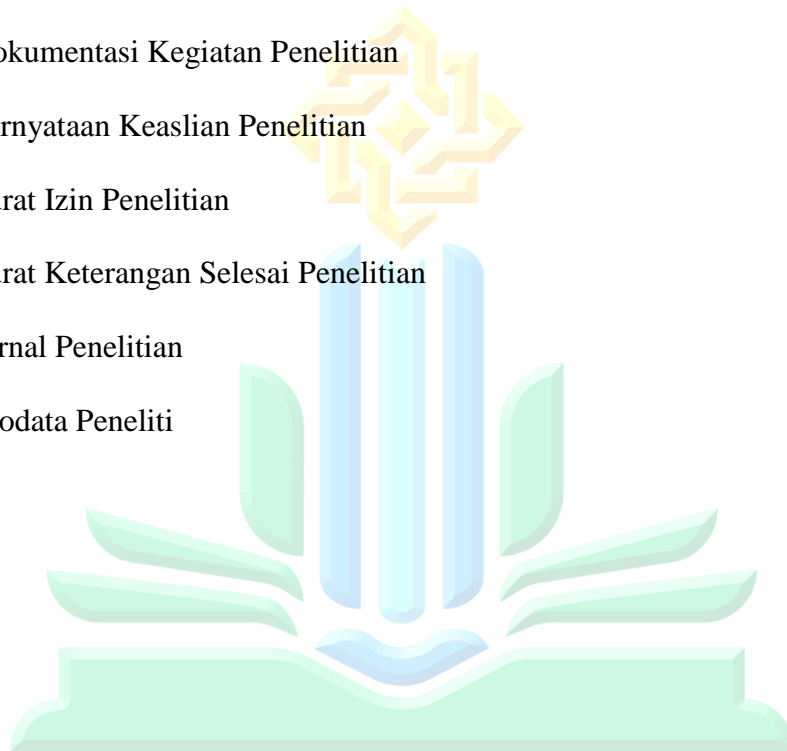 okumentasi Kegiatan Penelitian
rnyataan Keaslian Penelitian
rat Izin Penelitian
rat Keterangan Selesai Penelitian
rnal Penelitian
odata Peneliti